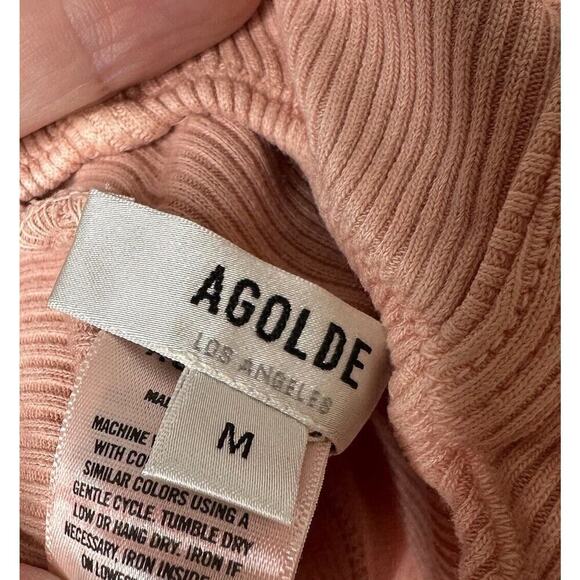 AGOLDE
LOS ANGELES
M
MACHINE
WITH
SIMILAR COLORS USING A
GENTLE CYCLE. TUMBLE DRY
LOW OR HANG DRY. IRON IF
NECESSARY. IRON INSIDE
ON